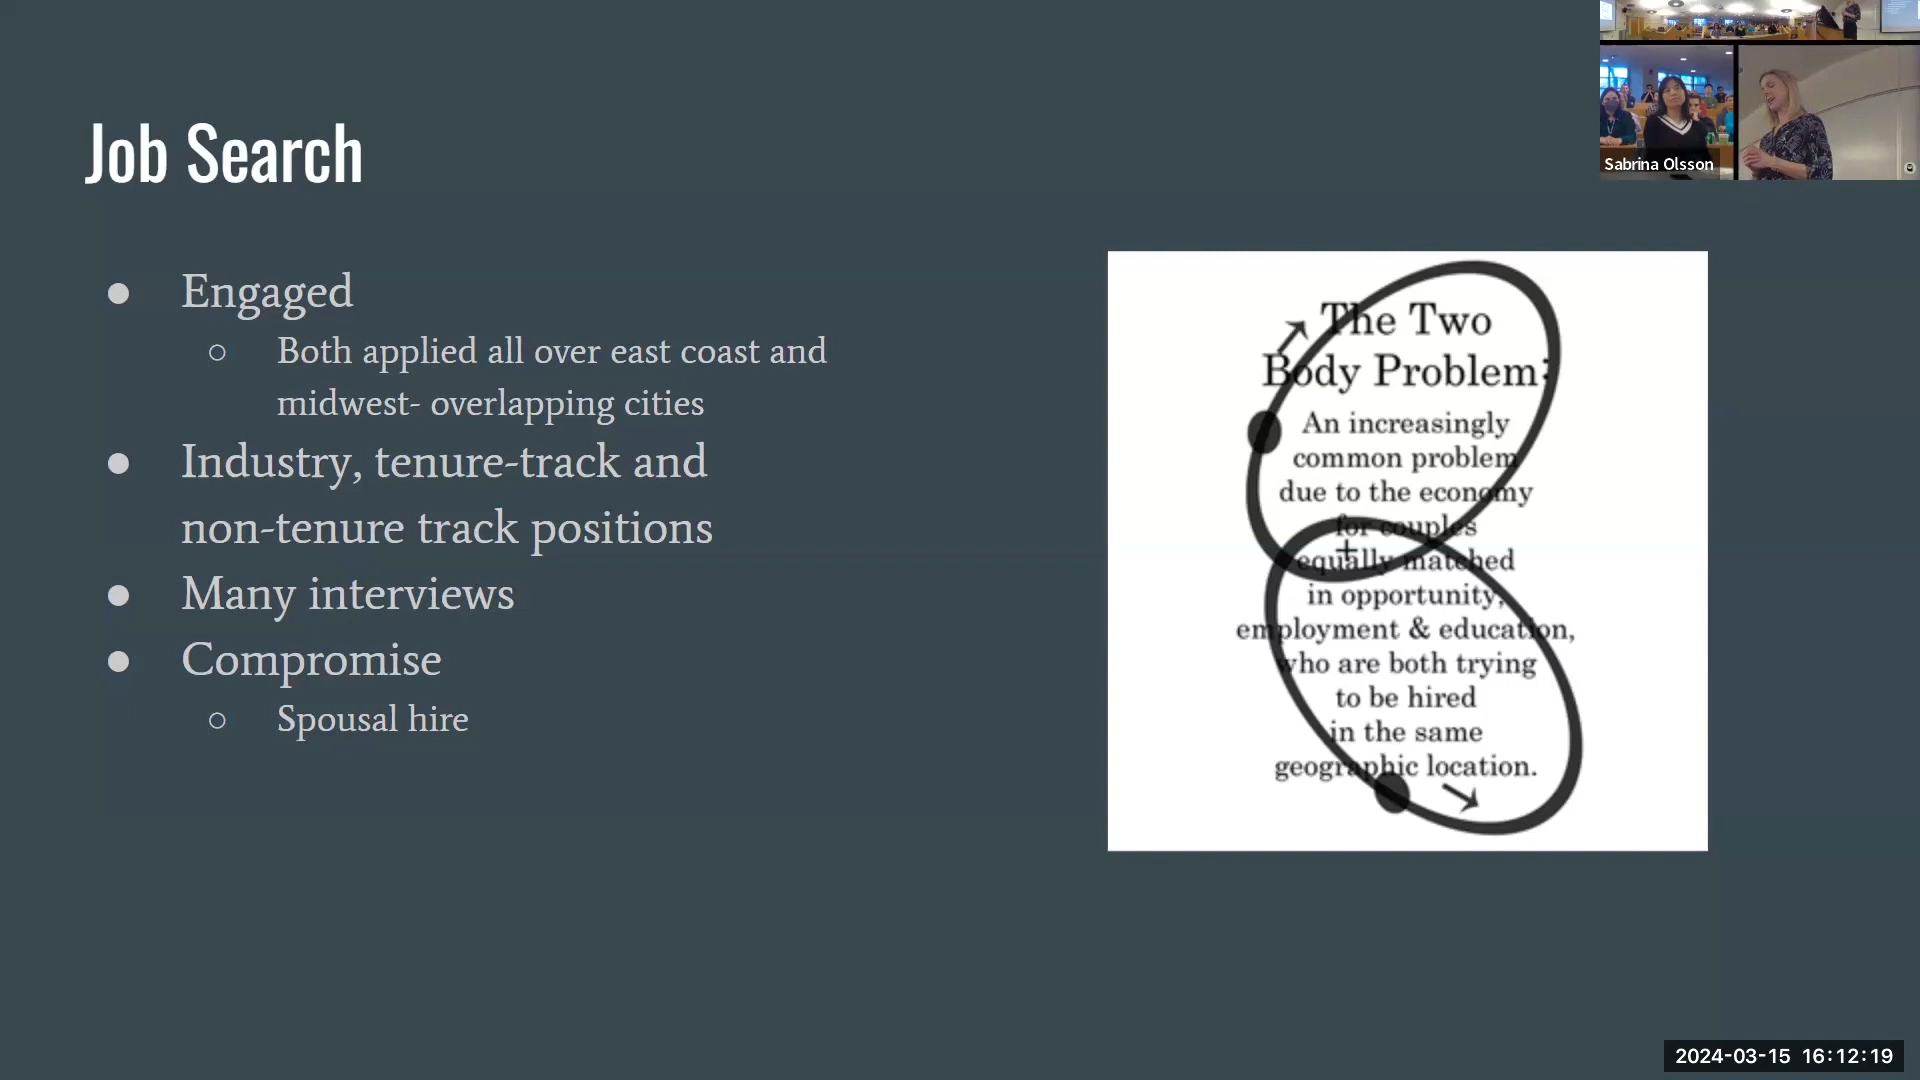 Job Search
Engaged
Both applied all over east coast and
midwest- overlapping cities
Industry, tenure-track and
non-tenure track positions
Many interviews
Compromise
Spousal hire
The Two
Body Problem:
An increasingly
common problem
due to the economy
for couples
equally matched
in opportunity,
employment & education,
who are both trying
to be hired
in the same
geographic location.
Sabrina Olsson
2024-03-15 16:12:19